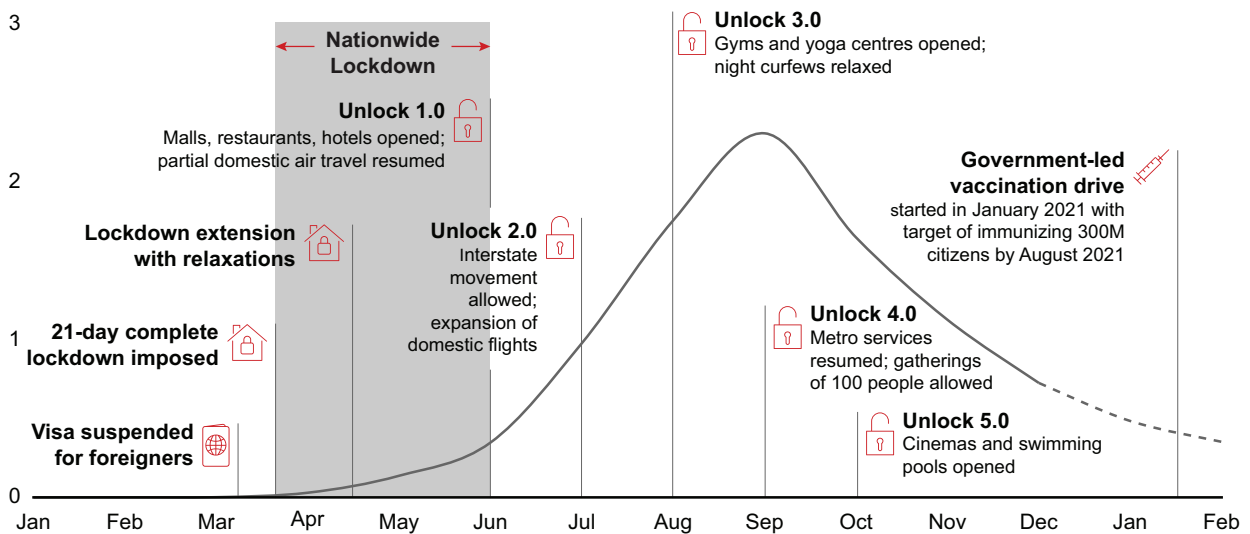 3
2
1
0
Nationwide
Lockdown
Unlock 3.0
Gyms and yoga centres opened;
night curfews relaxed
Unlock 1.0
Malls, restaurants, hotels opened;
partial domestic air travel resumed
Government-led
vaccination drive
started in January 2021 with
target of immunizing 300M
citizens by August 2021
Lockdown extension
with relaxations
Unlock 2.0
Interstate
movement
allowed;
expansion of
domestic flights
21-day complete
lockdown imposed
Unlock 4.0
Metro services
resumed; gatherings
of 100 people allowed
Visa suspended
for foreigners
Unlock 5.0
Cinemas and swimming
pools opened
Jan Feb Mar Apr May Jun Jul Aug Sep Oct Nov Dec Jan Feb